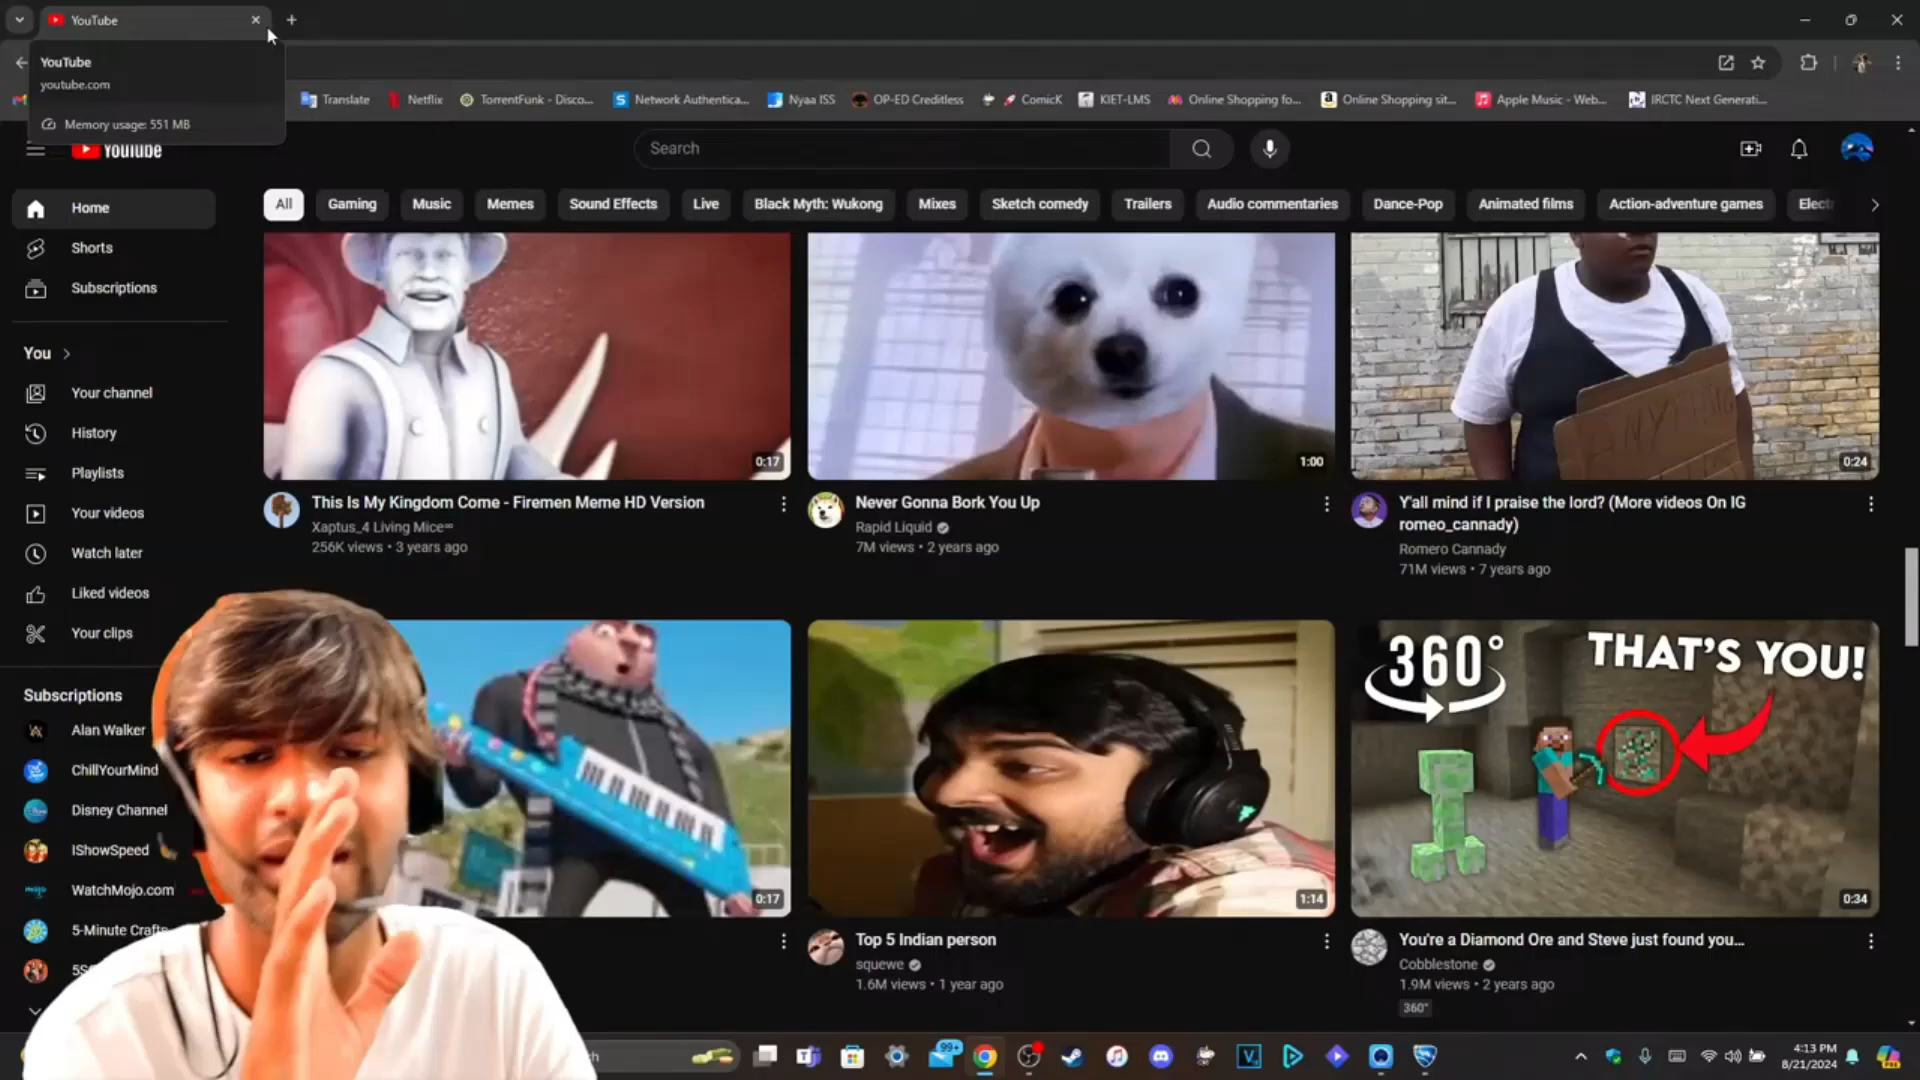 YouTube
YouTube
youtube.com
Memory usage: 551 MB
Translate
Netflix
TorrentFunk - Disco...
Network Authentica...
Nyaa ISS
OP-ED Creditless
ComicK
KIET-LMS
Online Shopping fo...
Online Shopping sit...
Apple Music - Web...
IRCTC Next Generati...
YouTube
Search
All
Gaming
Music
Memes
Sound Effects
Live
Black Myth: Wukong
Mixes
Sketch comedy
Trailers
Audio commentaries
Dance-Pop
Animated films
Action-adventure games
Electr
Home
Shorts
Subscriptions
You
Your channel
History
Playlists
Your videos
Watch later
Liked videos
Your clips
Subscriptions
Alan Walker
ChillYourMind
Disney Channel
IShowSpeed
WatchMojo.com
5-Minute Crafts
0:17
This Is My Kingdom Come - Firemen Meme HD Version
Xaptus_4 Living Mice∞
256K views • 3 years ago
1:00
Never Gonna Bork You Up
Rapid Liquid
7M views • 2 years ago
0:24
Y'all mind if I praise the lord? (More videos On IG
romeo_cannady)
Romero Cannady
71M views • 7 years ago
0:17
1:14
Top 5 Indian person
squewe
1.6M views • 1 year ago
360°
THAT'S YOU!
0:34
You're a Diamond Ore and Steve just found you...
Cobblestone
1.9M views • 2 years ago
360°
99+
4:13 PM
8/21/2024